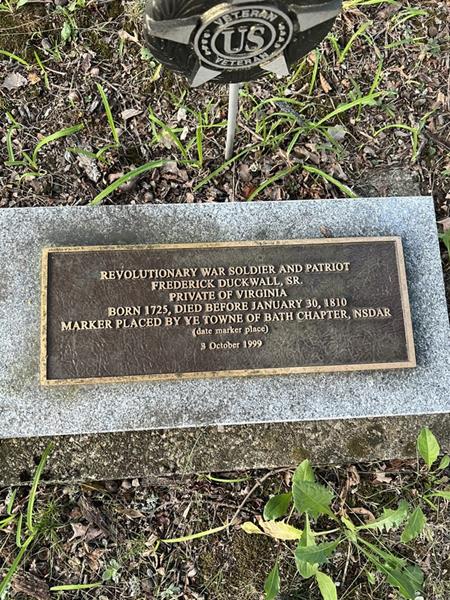 VETERAN
US
VETERAN
REVOLUTIONARY WAR SOLDIER AND PATRIOT
FREDERICK DUCKWALL, SR.
PRIVATE OF VIRGINIA
BORN 1725, DIED BEFORE JANUARY 30, 1810
MARKER PLACED BY YE TOWNE OF BATH CHAPTER, NSDAR
(date marker place)
3 October 1999